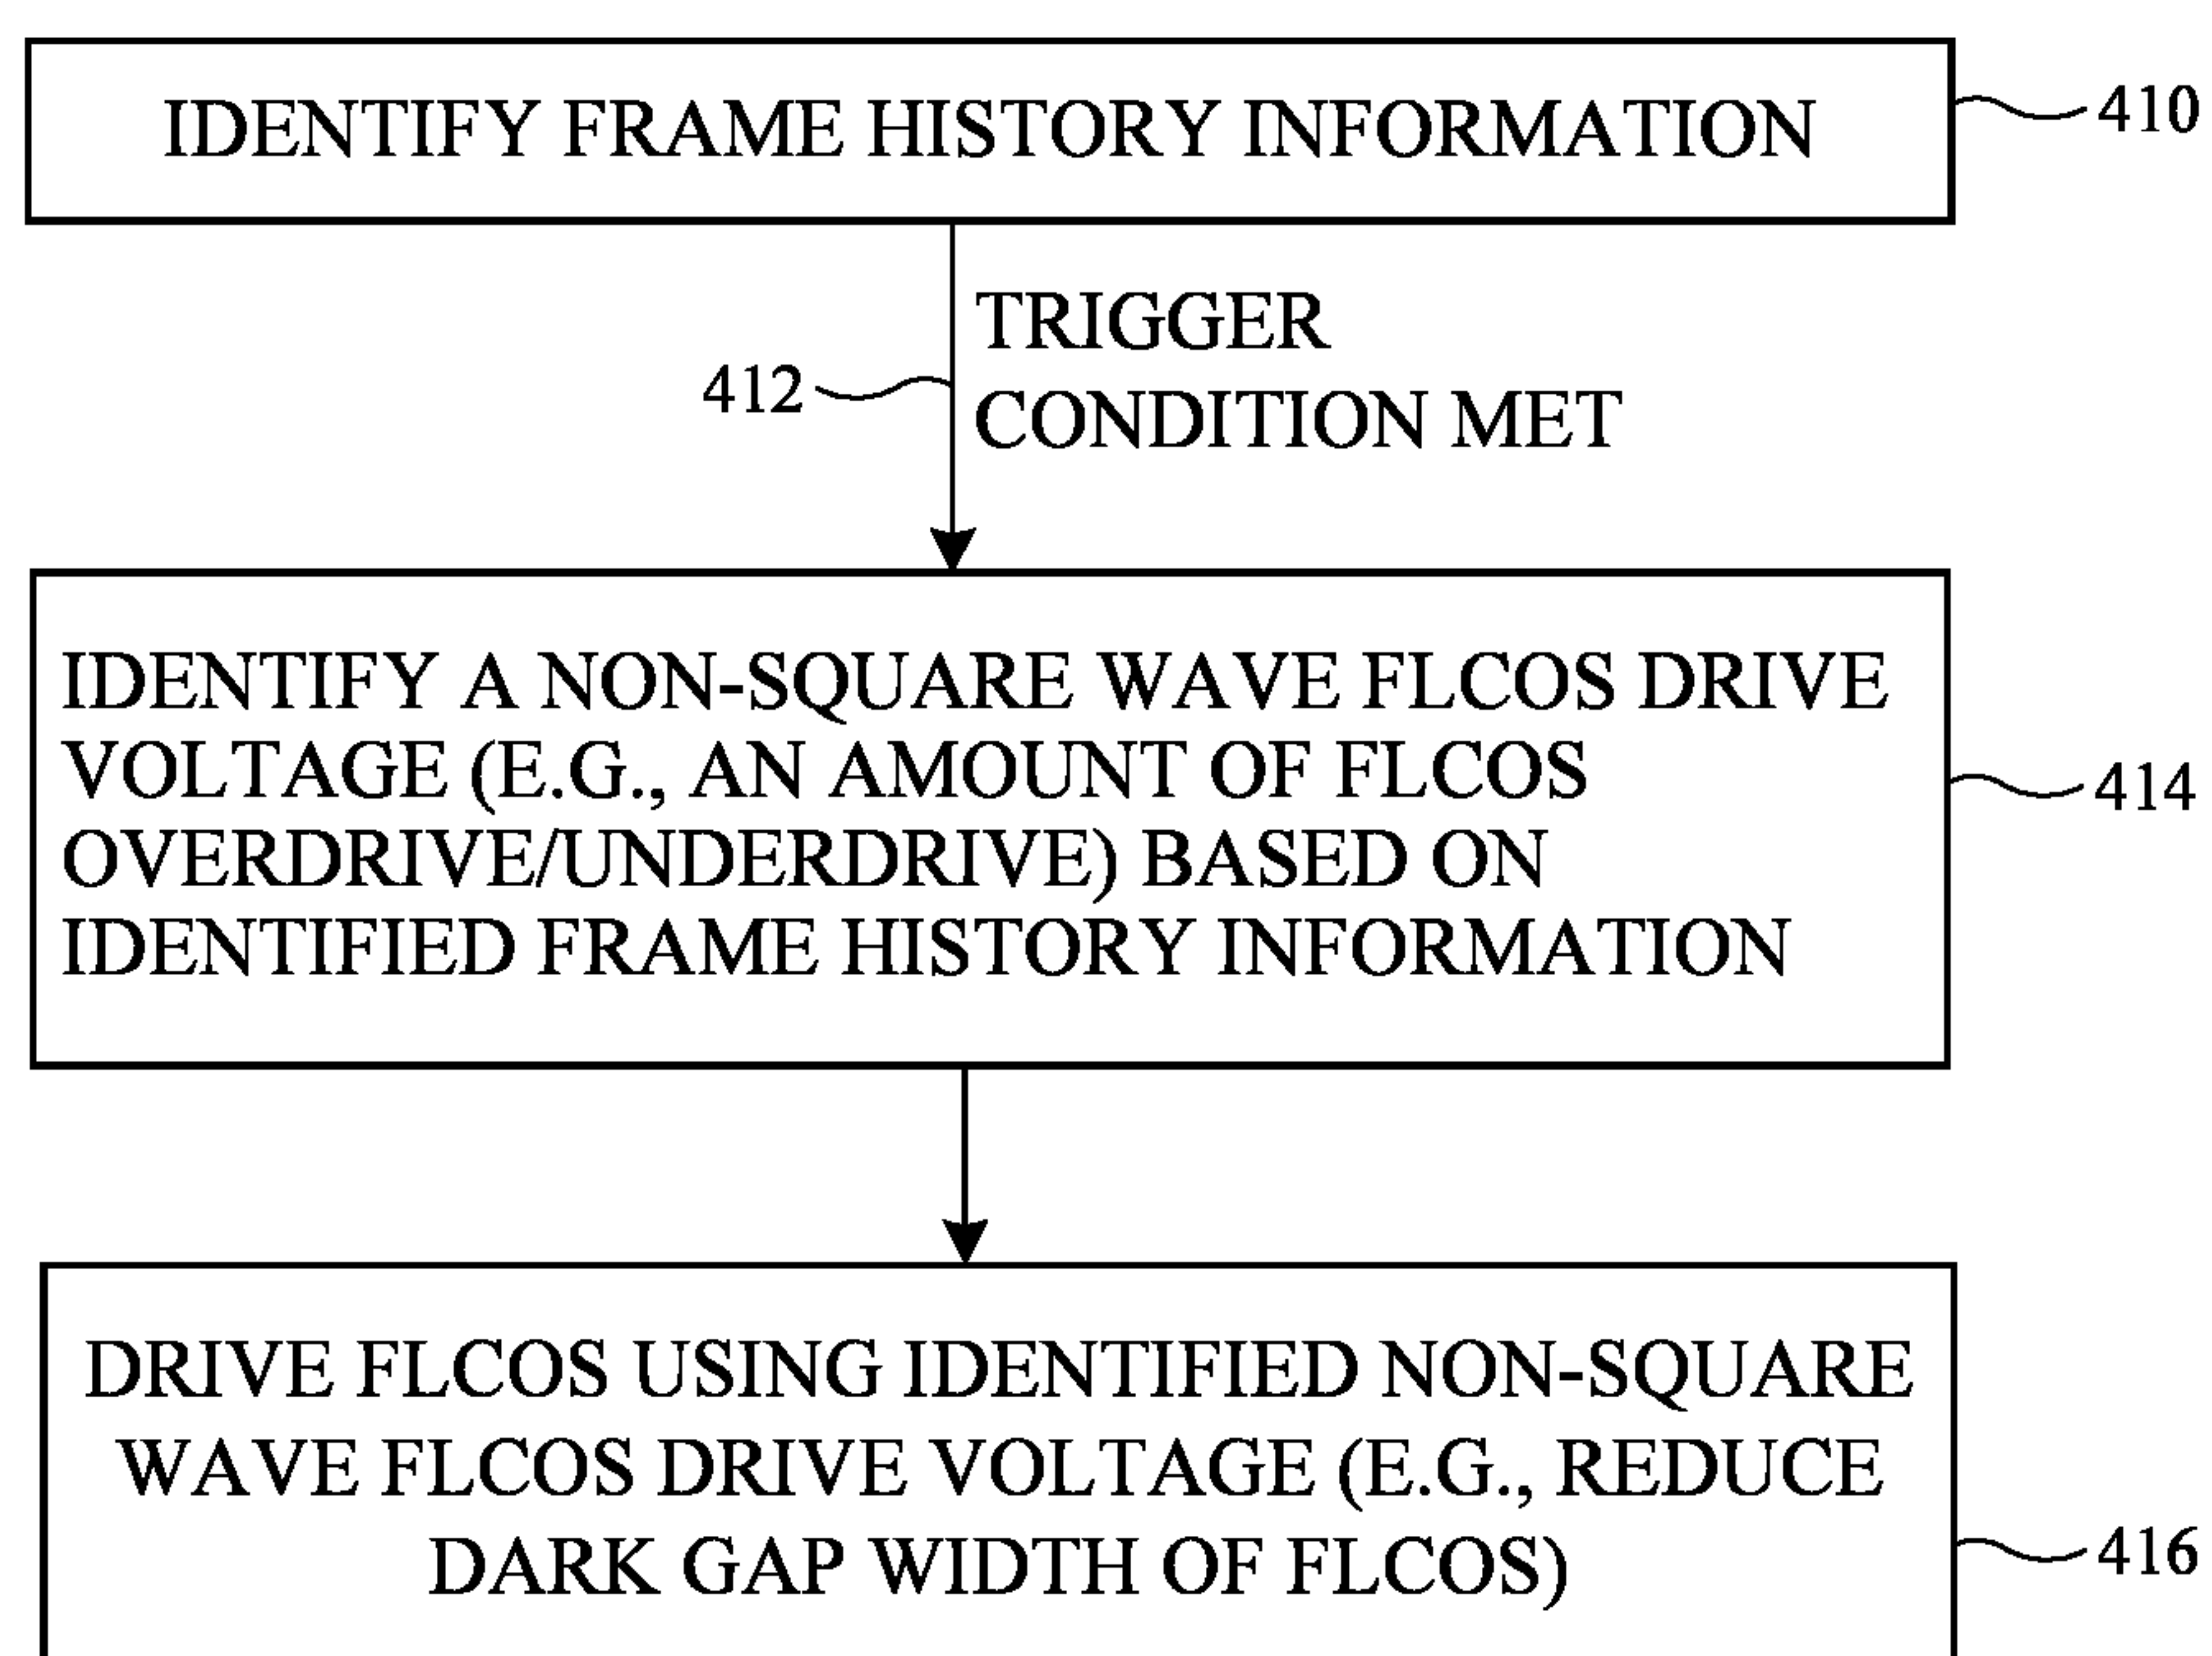 IDENTIFY FRAME HISTORY INFORMATION
410
TRIGGER
CONDITION MET
412
IDENTIFY A NON-SQUARE WAVE FLCOS DRIVE
VOLTAGE (E.G., AN AMOUNT OF FLCOS
OVERDRIVE/UNDERDRIVE) BASED ON
IDENTIFIED FRAME HISTORY INFORMATION
414
DRIVE FLCOS USING IDENTIFIED NON-SQUARE
WAVE FLCOS DRIVE VOLTAGE (E.G., REDUCE
DARK GAP WIDTH OF FLCOS)
416